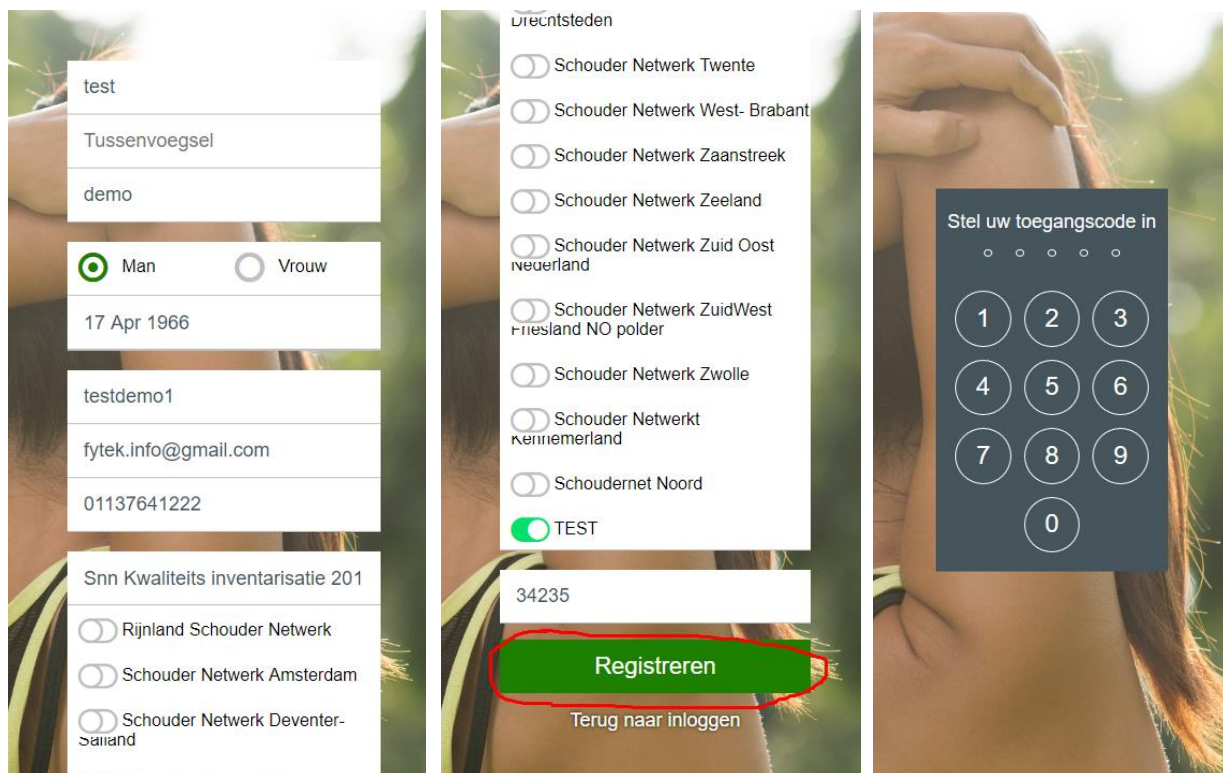 test
Tussenvoegsel
demo
Man Vrouw
17 Apr 1966
testdemo1
fytek.info@gmail.com
01137641222
Snn Kwaliteits inventarisatie 201
Rijnland Schouder Netwerk
Schouder Netwerk Amsterdam
Schouder Netwerk Deventer-
Salland
Drechtsteden
Schouder Netwerk Twente
Schouder Netwerk West- Brabant
Schouder Netwerk Zaanstreek
Schouder Netwerk Zeeland
Schouder Netwerk Zuid Oost
Nederland
Schouder Netwerk ZuidWest
Friesland NO polder
Schouder Netwerk Zwolle
Schouder Netwerkt
Kennemerland
Schoudernet Noord
TEST
34235
Registreren
Terug naar inloggen
Stel uw toegangscode in
1 2 3
4 5 6
7 8 9
0